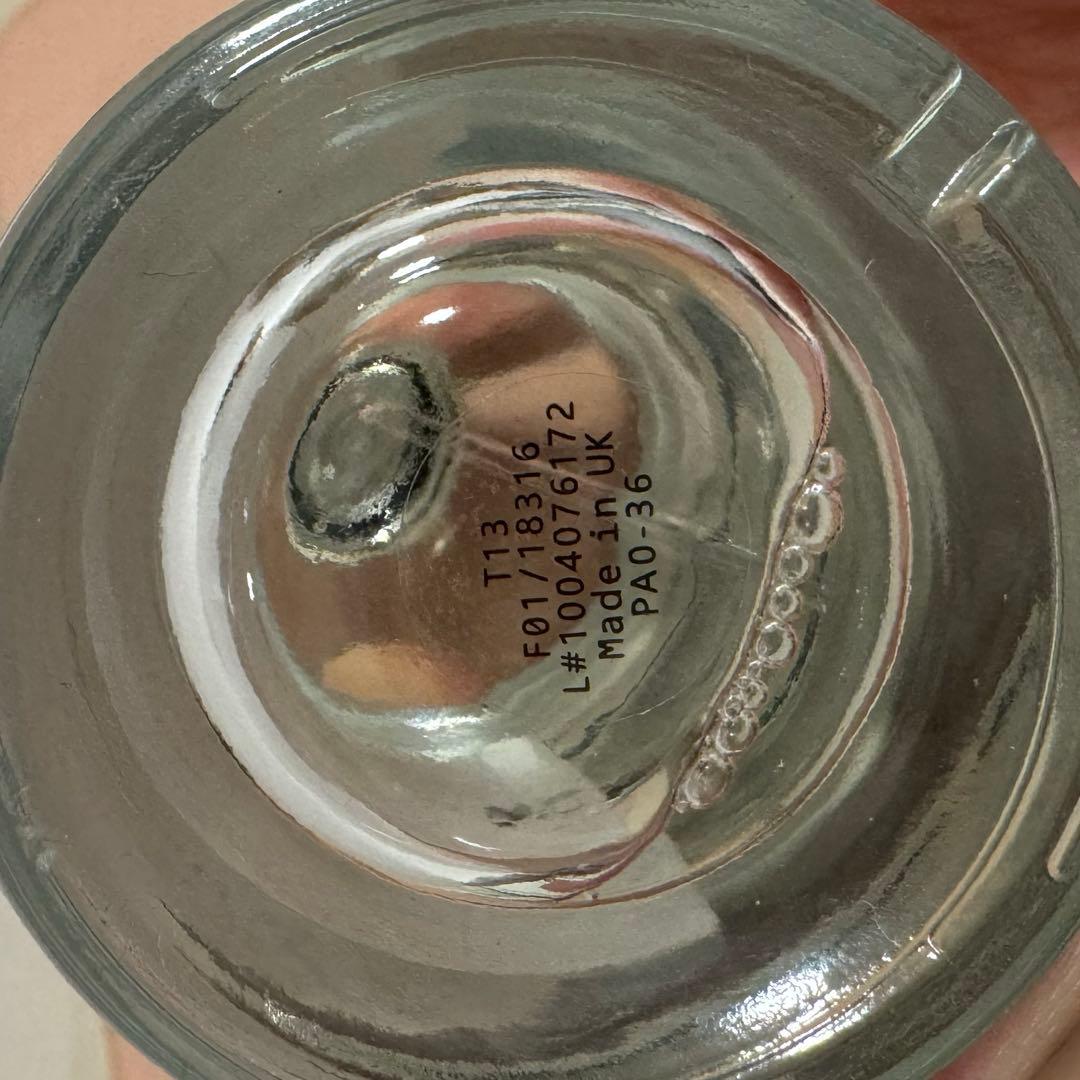 T13
F01/18316
L#1004076172
Made in UK
PA0-36